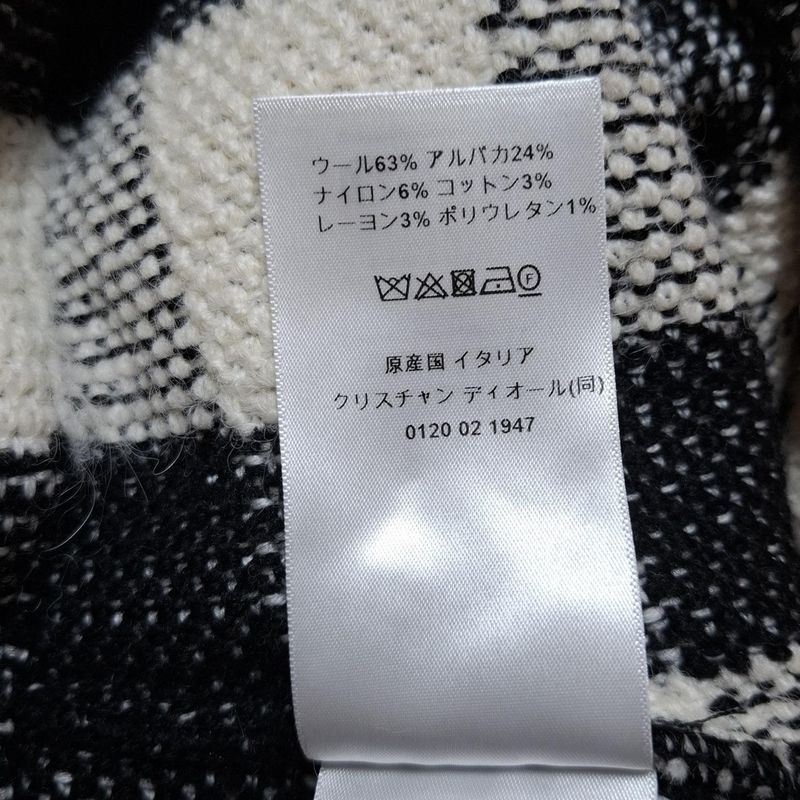 ウール63% アルパカ24%
ナイロン6% コットン3%
レーヨン3% ポリウレタン1%
F
原産国 イタリア
クリスチャン ディオール(同)
0120 02 1947